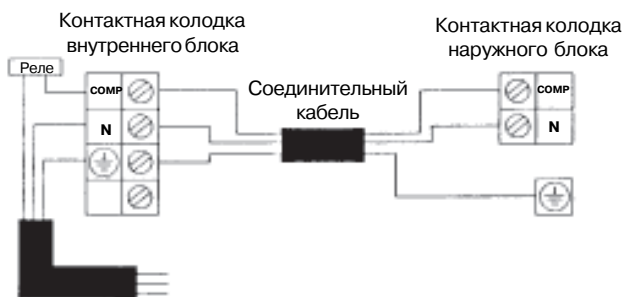 Контактная колодка
внутреннего блока
Контактная колодка
наружного блока
Реле
COMP
N
Соединительный
кабель
COMP
N